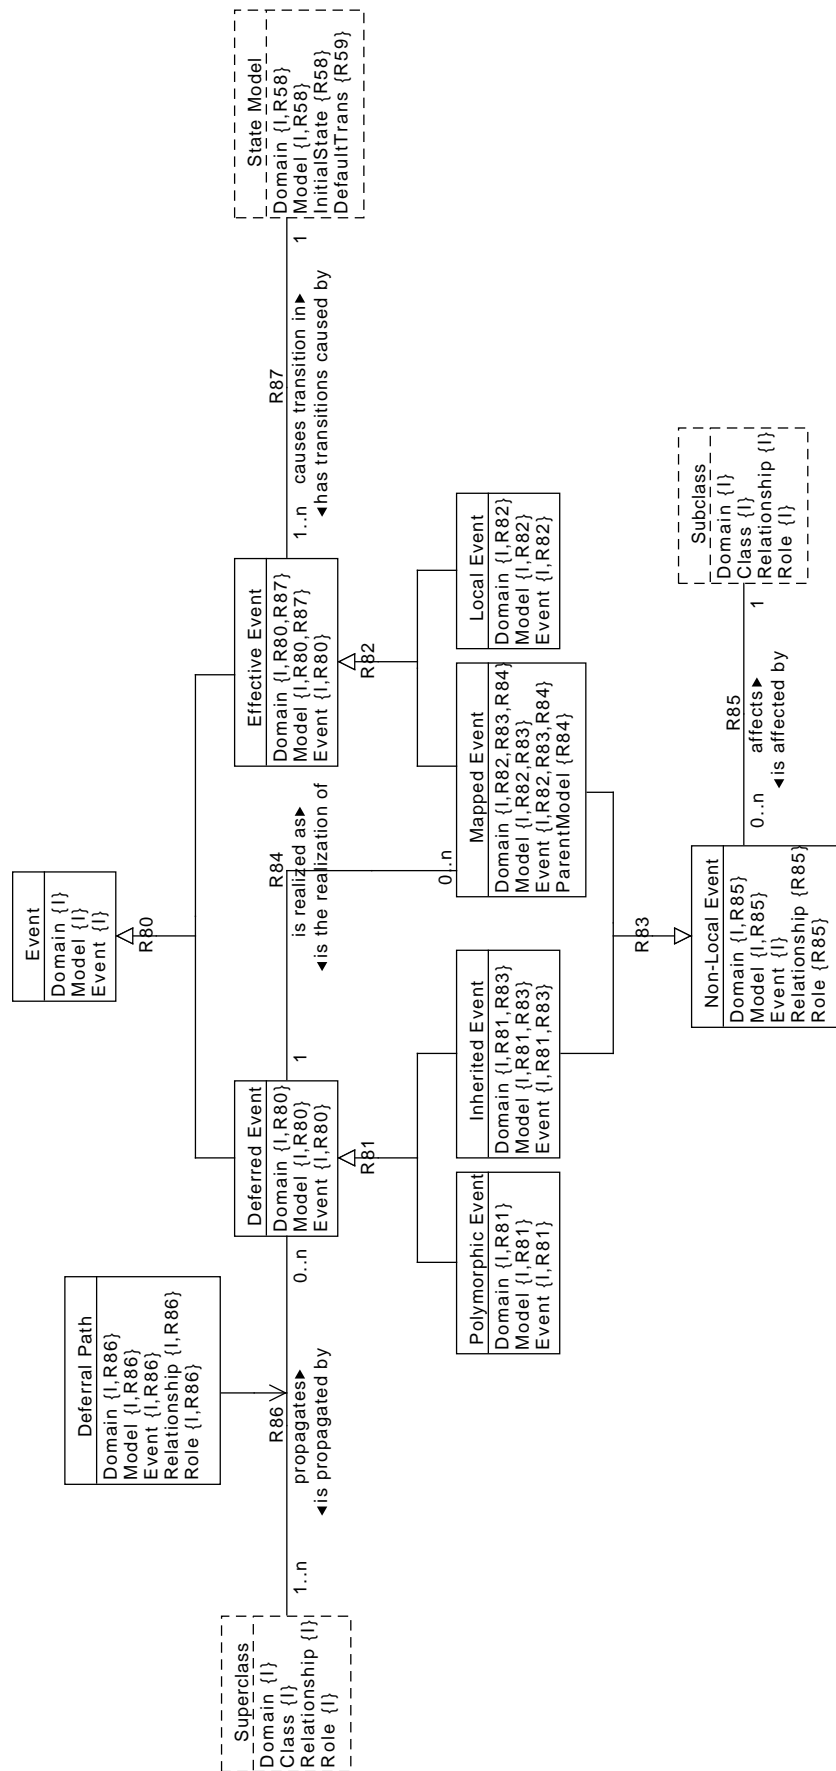 Event
Domain {I}
Model {I}
Event {I}
R80
Deferral Path
Domain {I,R86}
Model {I,R86}
Event {I,R86}
Relationship {I,R86}
Role {I,R86}
Superclass
Domain {I}
Class {I}
Relationship {I}
Role {I}
1..n
R86
propagates►
◄is propagated by
0..n
Deferred Event
Domain {I,R80}
Model {I,R80}
Event {I,R80}
1
R84
is realized as►
◄is the realization of
0..n
Effective Event
Domain {I,R80,R87}
Model {I,R80,R87}
Event {I,R80}
1..n
R87
causes transition in►
◄has transitions caused by
1
State Model
Domain {I,R58}
Model {I,R58}
InitialState {R58}
DefaultTrans {R59}
R81
R82
Polymorphic Event
Domain {I,R81}
Model {I,R81}
Event {I,R81}
Inherited Event
Domain {I,R81,R83}
Model {I,R81,R83}
Event {I,R81,R83}
Mapped Event
Domain {I,R82,R83,R84}
Model {I,R82,R83}
Event {I,R82,R83,R84}
ParentModel {R84}
Local Event
Domain {I,R82}
Model {I,R82}
Event {I,R82}
R83
Non-Local Event
Domain {I,R85}
Model {I,R85}
Event {I}
Relationship {R85}
Role {R85}
0..n
R85
affects►
◄is affected by
1
Subclass
Domain {I}
Class {I}
Relationship {I}
Role {I}